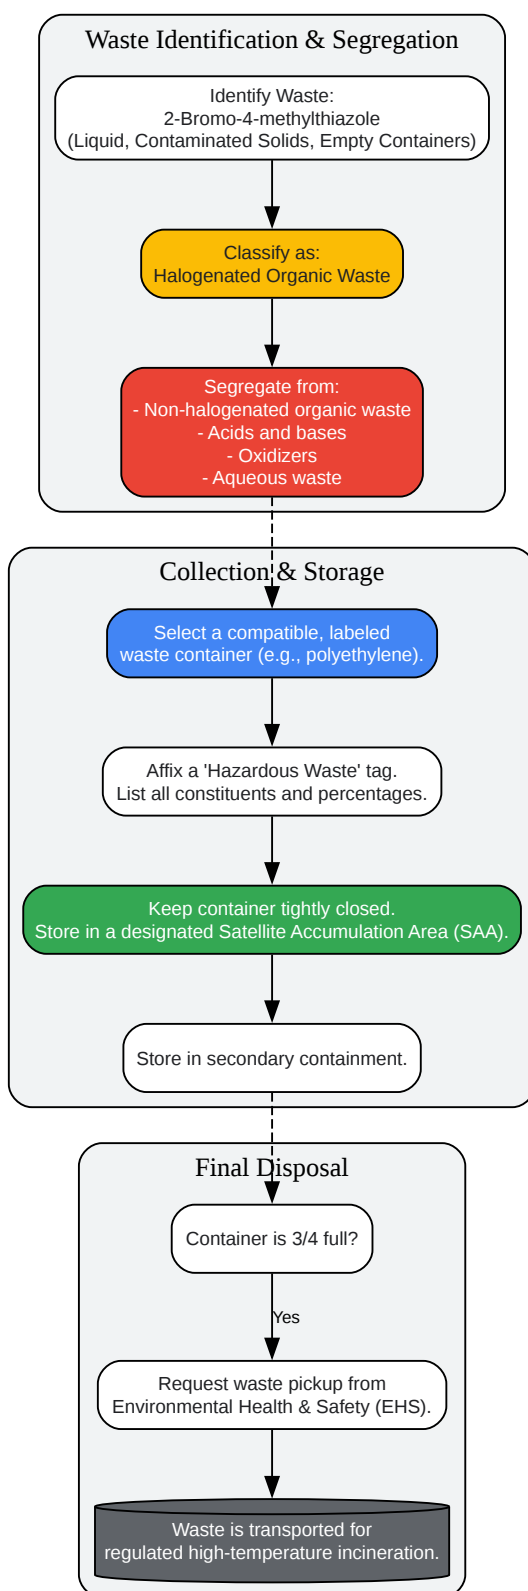 Waste Identification & Segregation
Identify Waste:
2-Bromo-4-methylthiazole
(Liquid, Contaminated Solids, Empty Containers)
Classify as:
Halogenated Organic Waste
Segregate from:
- Non-halogenated organic waste
- Acids and bases
- Oxidizers
- Aqueous waste
Collection & Storage
Select a compatible, labeled
waste container (e.g., polyethylene).
Affix a 'Hazardous Waste' tag.
List all constituents and percentages.
Keep container tightly closed.
Store in a designated Satellite Accumulation Area (SAA).
Store in secondary containment.
Final Disposal
Container is 3/4 full?
Yes
Request waste pickup from
Environmental Health & Safety (EHS).
Waste is transported for
regulated high-temperature incineration.